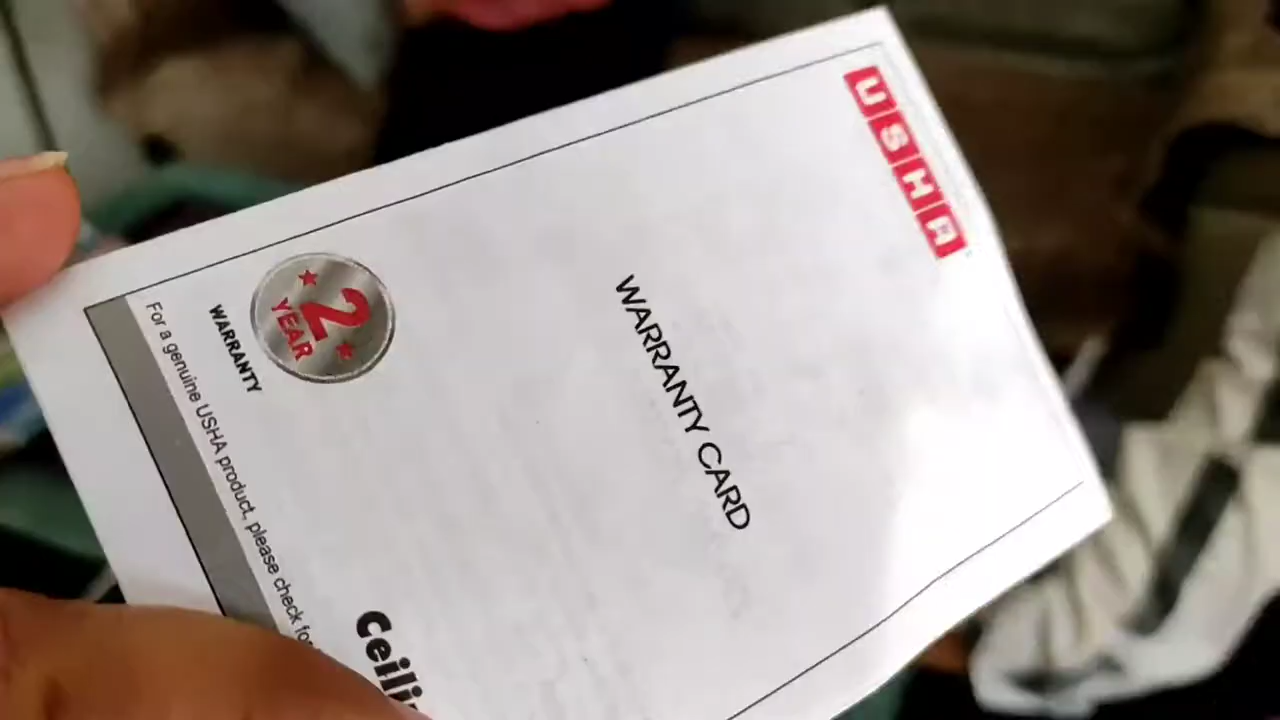 USHA
WARRANTY CARD
2
YEAR
WARRANTY
Ceili
For a genuine USHA product, please check fo